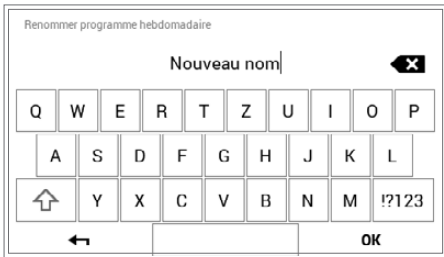 Renommer programme hebdomadaire
Nouveau nom
Q W E R T Z U I O P
A S D F G H J K L
Y X C V B N M !?123
OK